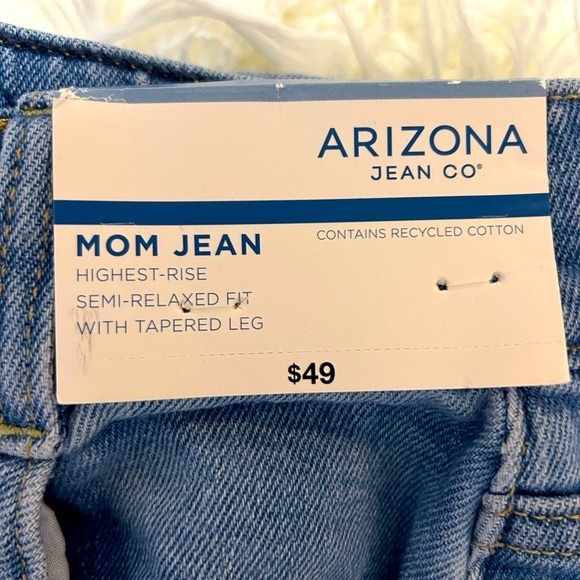 ARIZONA
JEAN CO®
MOM JEAN
CONTAINS RECYCLED COTTON
HIGHEST-RISE
SEMI-RELAXED FIT
WITH TAPERED LEG
$49